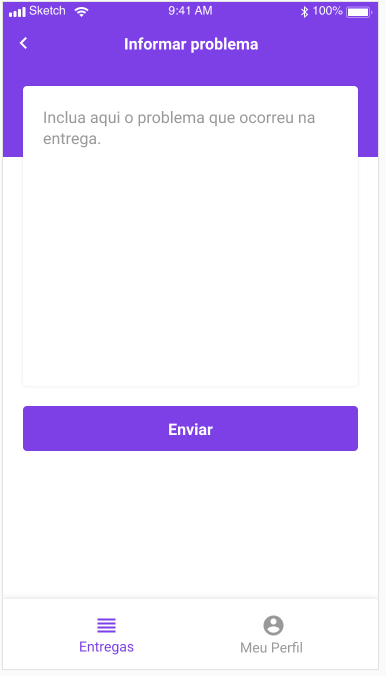 Sketch 9:41 AM 100%
Informar problema
Inclua aqui o problema que ocorreu na
entrega.
Enviar
Entregas Meu Perfil